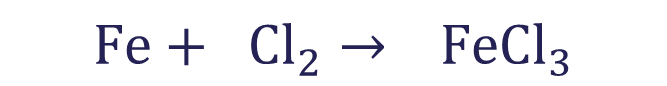 Fe + Cl₂ → FeCl₃